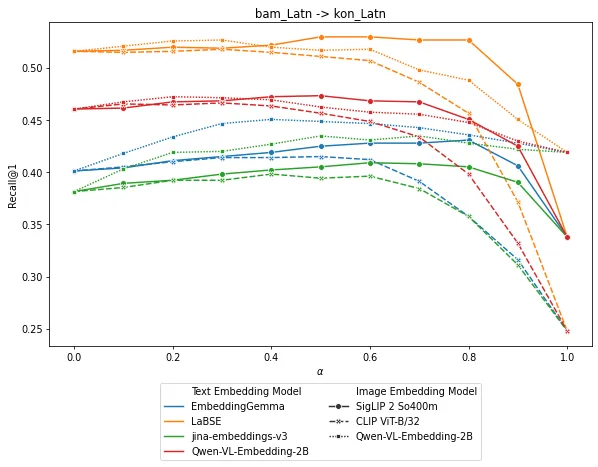 bam_Latn -> kon_Latn
Recall@1
0.50
0.45
0.40
0.35
0.30
0.25
0.0 0.2 0.4 0.6 0.8 1.0
α
Text Embedding Model Image Embedding Model
EmbeddingGemma SigLIP 2 So400m
LaBSE CLIP ViT-B/32
jina-embeddings-v3 Qwen-VL-Embedding-2B
Qwen-VL-Embedding-2B